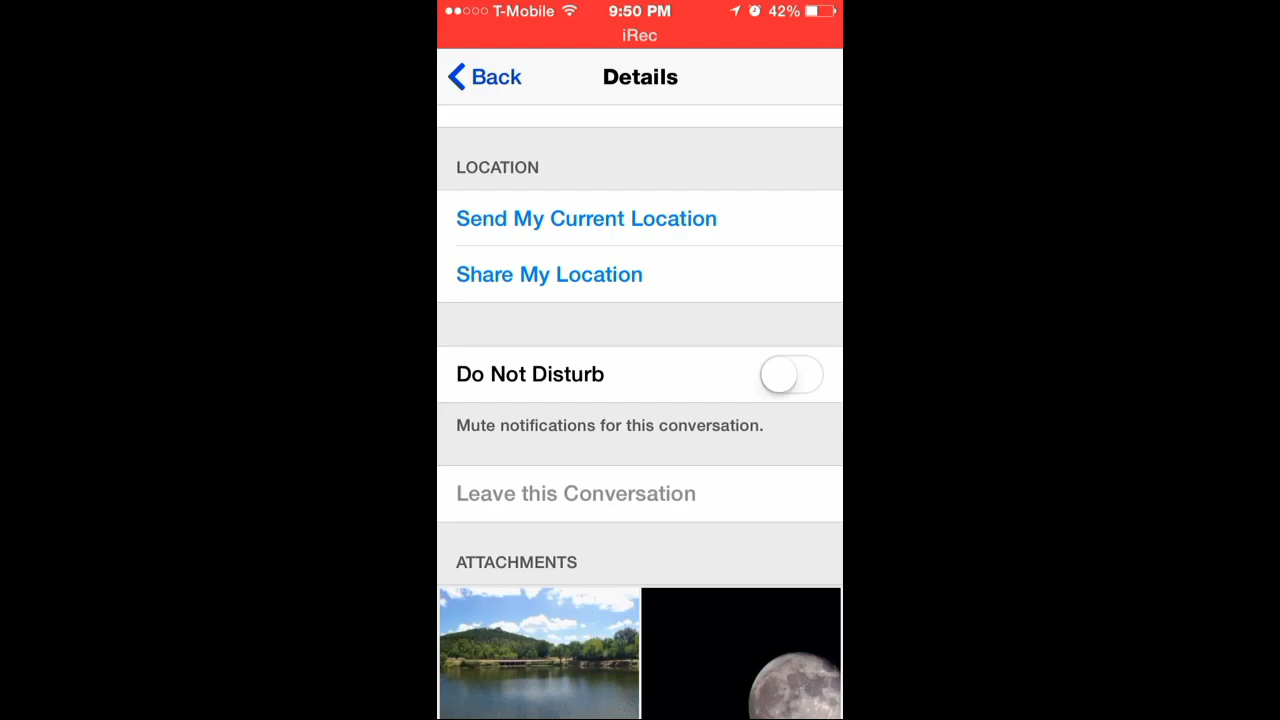 T-Mobile 9:50 PM 42%
iRec
Back Details
LOCATION
Send My Current Location
Share My Location
Do Not Disturb
Mute notifications for this conversation.
Leave this Conversation
ATTACHMENTS